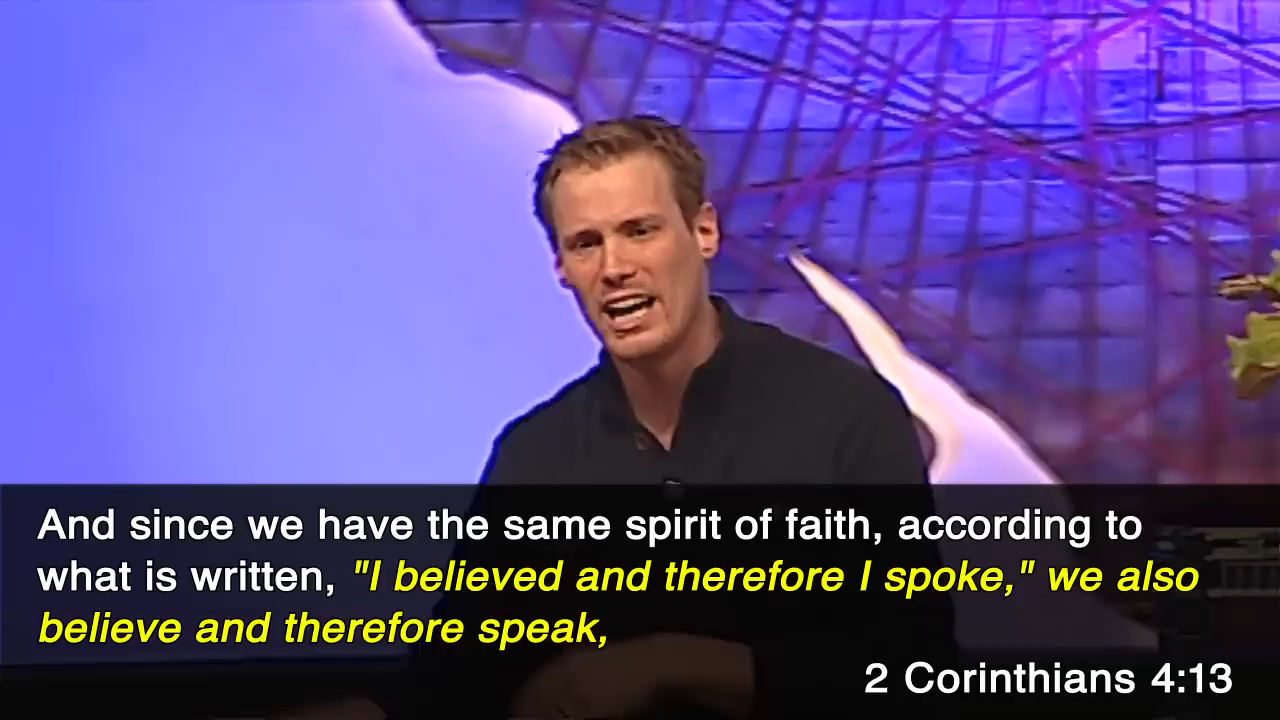 And since we have the same spirit of faith, according to
what is written, "I believed and therefore I spoke," we also
believe and therefore speak,
2 Corinthians 4:13